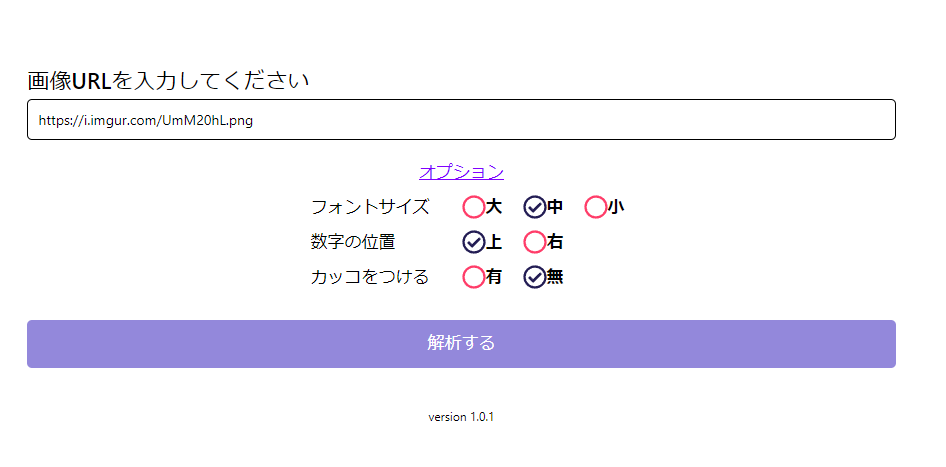 画像URLを入力してください
https://i.imgur.com/UmM20hL.png
オプション
フォントサイズ 大 中 小
数字の位置 上 右
カッコをつける 有 無
解析する
version 1.0.1